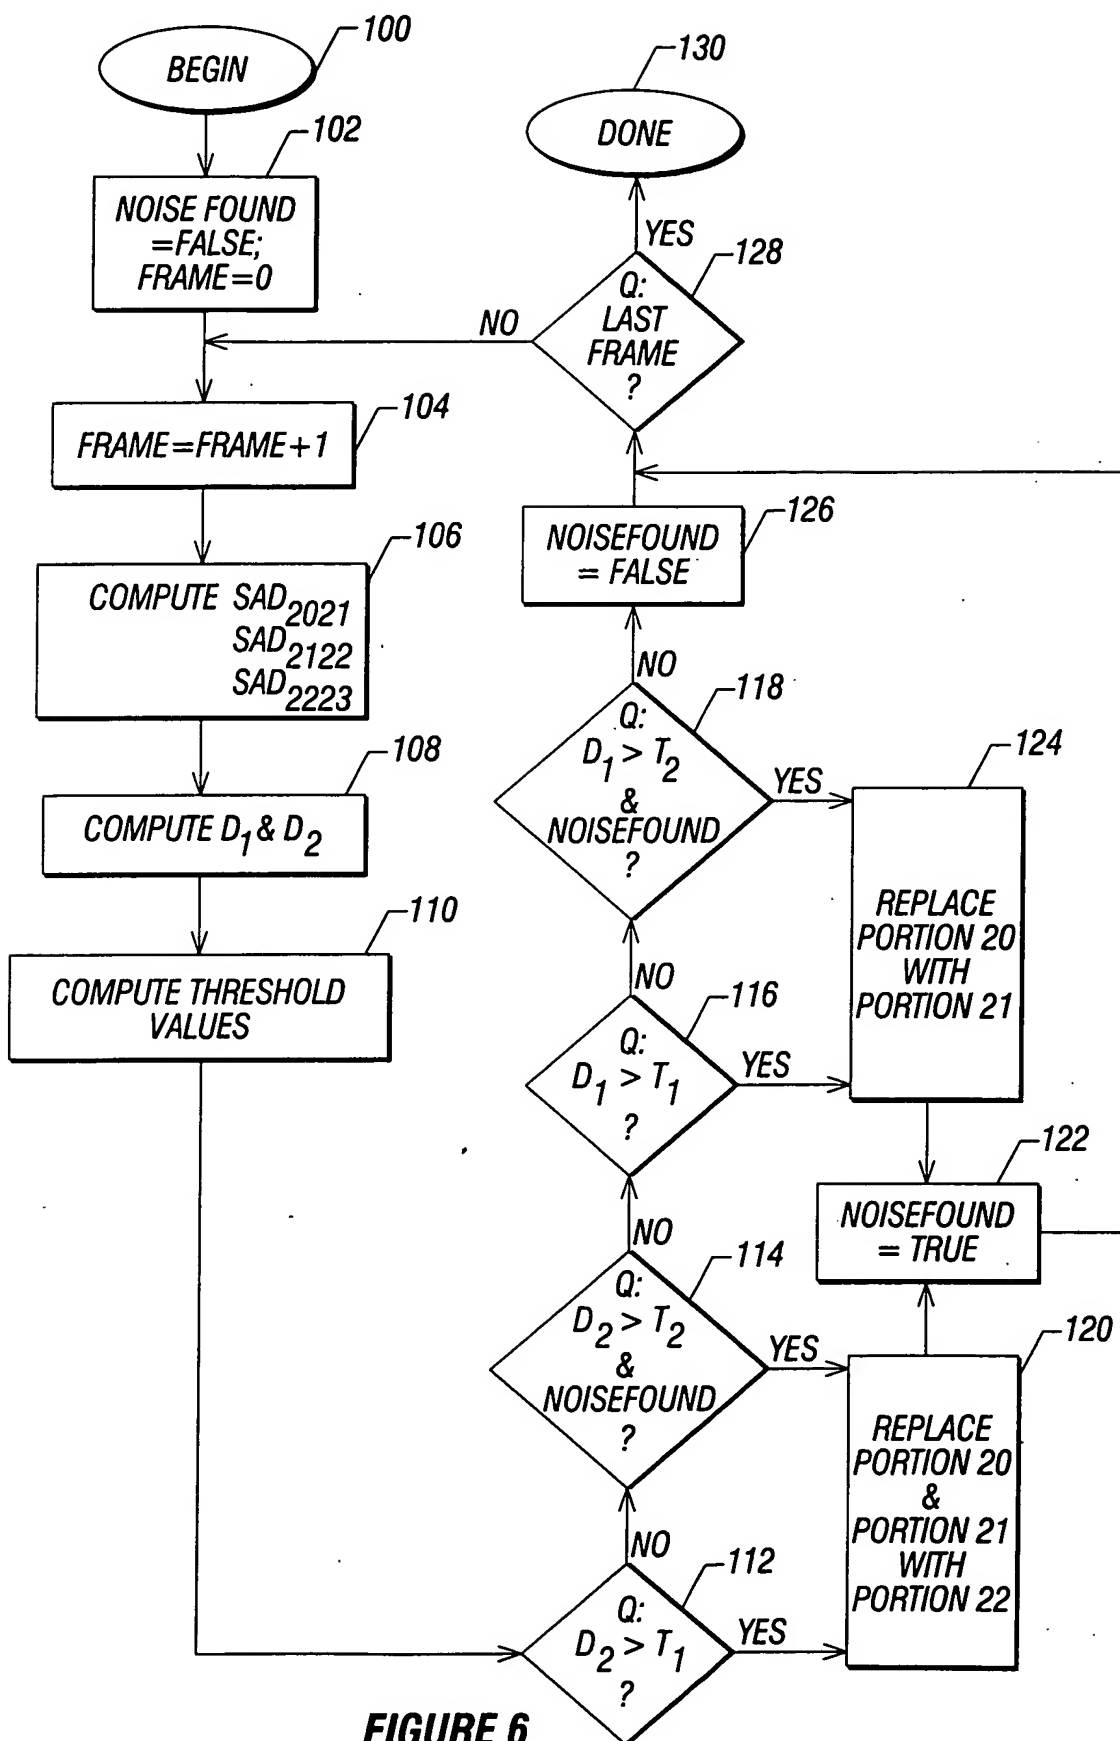 100
BEGIN
102
NOISE FOUND
=FALSE;
FRAME=0
104
FRAME=FRAME+1
106
COMPUTE SAD2021
SAD2122
SAD2223
108
COMPUTE D1 & D2
110
COMPUTE THRESHOLD
VALUES
130
DONE
YES
128
Q:
LAST
FRAME
?
NO
126
NOISEFOUND
= FALSE
NO
118
Q:
D1 > T2
&
NOISEFOUND
?
YES
124
REPLACE
PORTION 20
WITH
PORTION 21
NO
116
Q:
D1 > T1
?
YES
122
NOISEFOUND
= TRUE
NO
114
Q:
D2 > T2
&
NOISEFOUND
?
YES
120
REPLACE
PORTION 20
&
PORTION 21
WITH
PORTION 22
NO
112
Q:
D2 > T1
?
YES
FIGURE 6